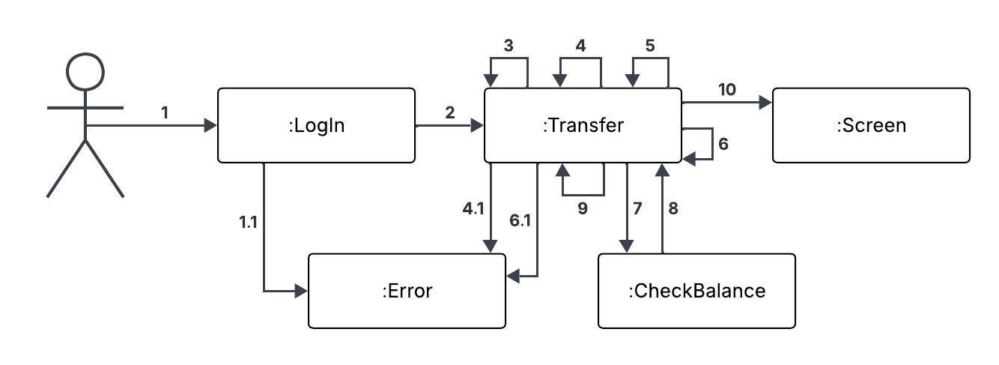 3
4
5
10
1
2
:LogIn
:Transfer
:Screen
6
4.1
9
7
8
6.1
1.1
:Error
:CheckBalance